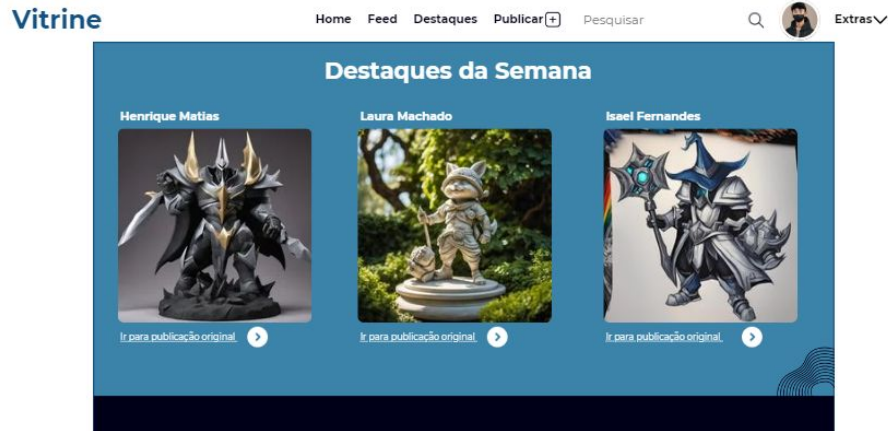 Vitrine
Home Feed Destaques Publicar Pesquisar Extras
Destaques da Semana
Henrique Matias Laura Machado Isael Fernandes
Ir para publicação original Ir para publicação original Ir para publicação original